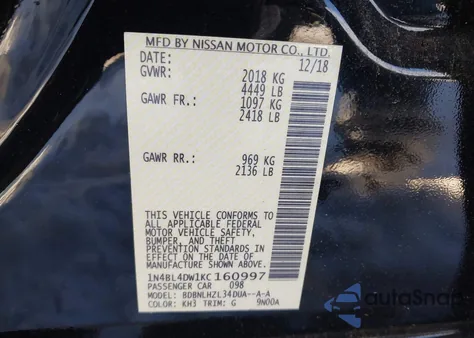 MFD BY NISSAN MOTOR CO., LTD.
DATE: 12/18
GVWR: 2018 KG
4449 LB
GAWR FR.: 1097 KG
2418 LB
GAWR RR.: 969 KG
2136 LB
THIS VEHICLE CONFORMS TO
ALL APPLICABLE FEDERAL
MOTOR VEHICLE SAFETY,
BUMPER, AND THEFT
PREVENTION STANDARDS IN
EFFECT ON THE DATE OF
MANUFACTURE SHOWN ABOVE.
1N4BL4DW1KC160997
PASSENGER CAR 098
MODEL: BDBNLHZL34DUA--A-A
COLOR: KH3 TRIM: G 9N00A
autoSnap